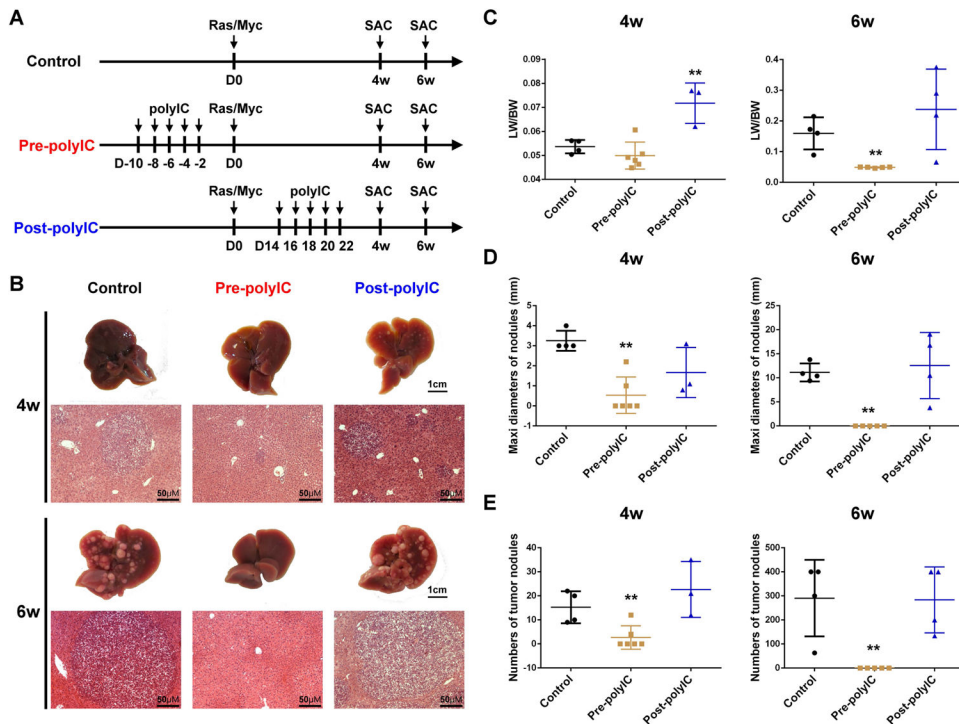 A
Ras/Myc SAC SAC
Control
D0 4w 6w
polyIC Ras/Myc SAC SAC
Pre-polyIC
D-10 -8 -6 -4 -2 D0 4w 6w
Ras/Myc polyIC SAC SAC
Post-polyIC
D0 D14 16 18 20 22 4w 6w
B
Control Pre-polyIC Post-polyIC
4w
1cm
50μM 50μM 50μM
6w
1cm
50μM 50μM 50μM
C
4w
LW/BW
0.09
0.08
0.07
0.06
0.05
0.04
**
Control Pre-polyIC Post-polyIC
6w
LW/BW
0.4
0.3
0.2
0.1
0.0
**
Control Pre-polyIC Post-polyIC
D
4w
Maxi diameters of nodules (mm)
6
5
4
3
2
1
0
-1
**
Control Pre-polyIC Post-polyIC
6w
Maxi diameters of nodules (mm)
25
20
15
10
5
0
**
Control Pre-polyIC Post-polyIC
E
4w
Numbers of tumor nodules
40
30
20
10
0
-10
**
Control Pre-polyIC Post-polyIC
6w
Numbers of tumor nodules
500
400
300
200
100
0
**
Control Pre-polyIC Post-polyIC